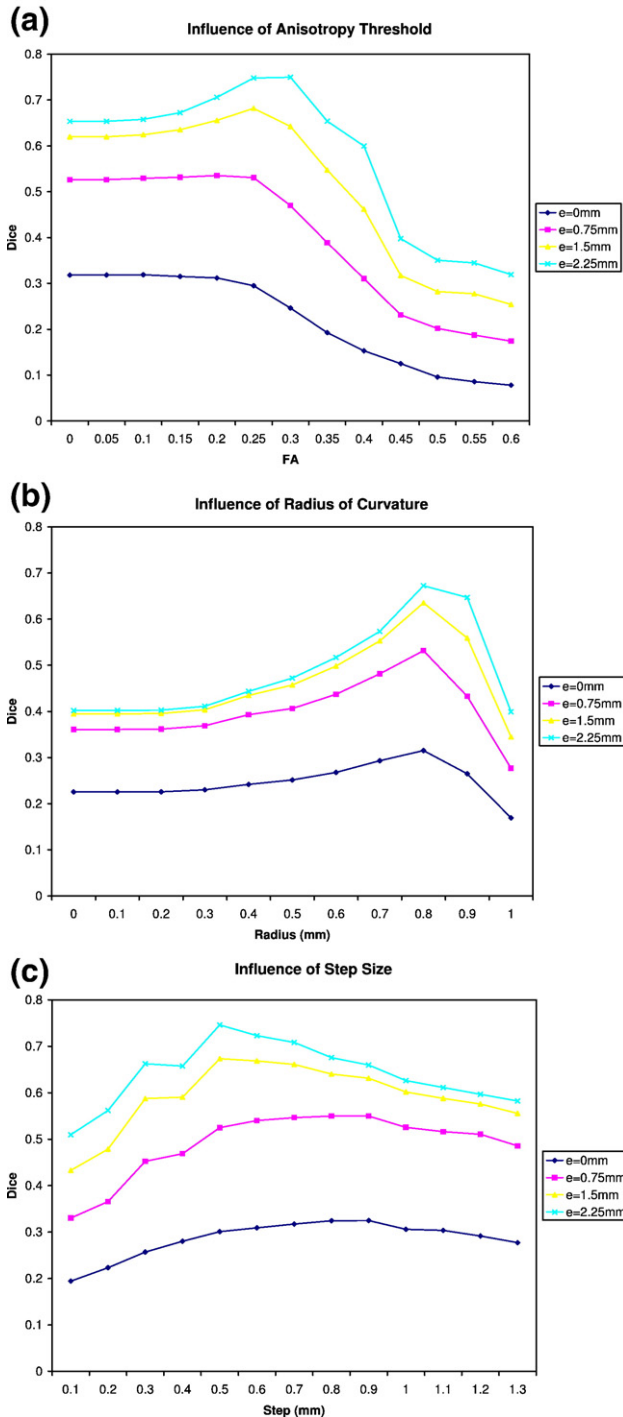 (a)
Influence of Anisotropy Threshold
0.8
0.7
0.6
0.5
0.4
0.3
0.2
0.1
0
Dice
0 0.05 0.1 0.15 0.2 0.25 0.3 0.35 0.4 0.45 0.5 0.55 0.6
FA
e=0mm
e=0.75mm
e=1.5mm
e=2.25mm
(b)
Influence of Radius of Curvature
0.8
0.7
0.6
0.5
0.4
0.3
0.2
0.1
0
Dice
0 0.1 0.2 0.3 0.4 0.5 0.6 0.7 0.8 0.9 1
Radius (mm)
e=0mm
e=0.75mm
e=1.5mm
e=2.25mm
(c)
Influence of Step Size
0.8
0.7
0.6
0.5
0.4
0.3
0.2
0.1
0
Dice
0.1 0.2 0.3 0.4 0.5 0.6 0.7 0.8 0.9 1 1.1 1.2 1.3
Step (mm)
e=0mm
e=0.75mm
e=1.5mm
e=2.25mm